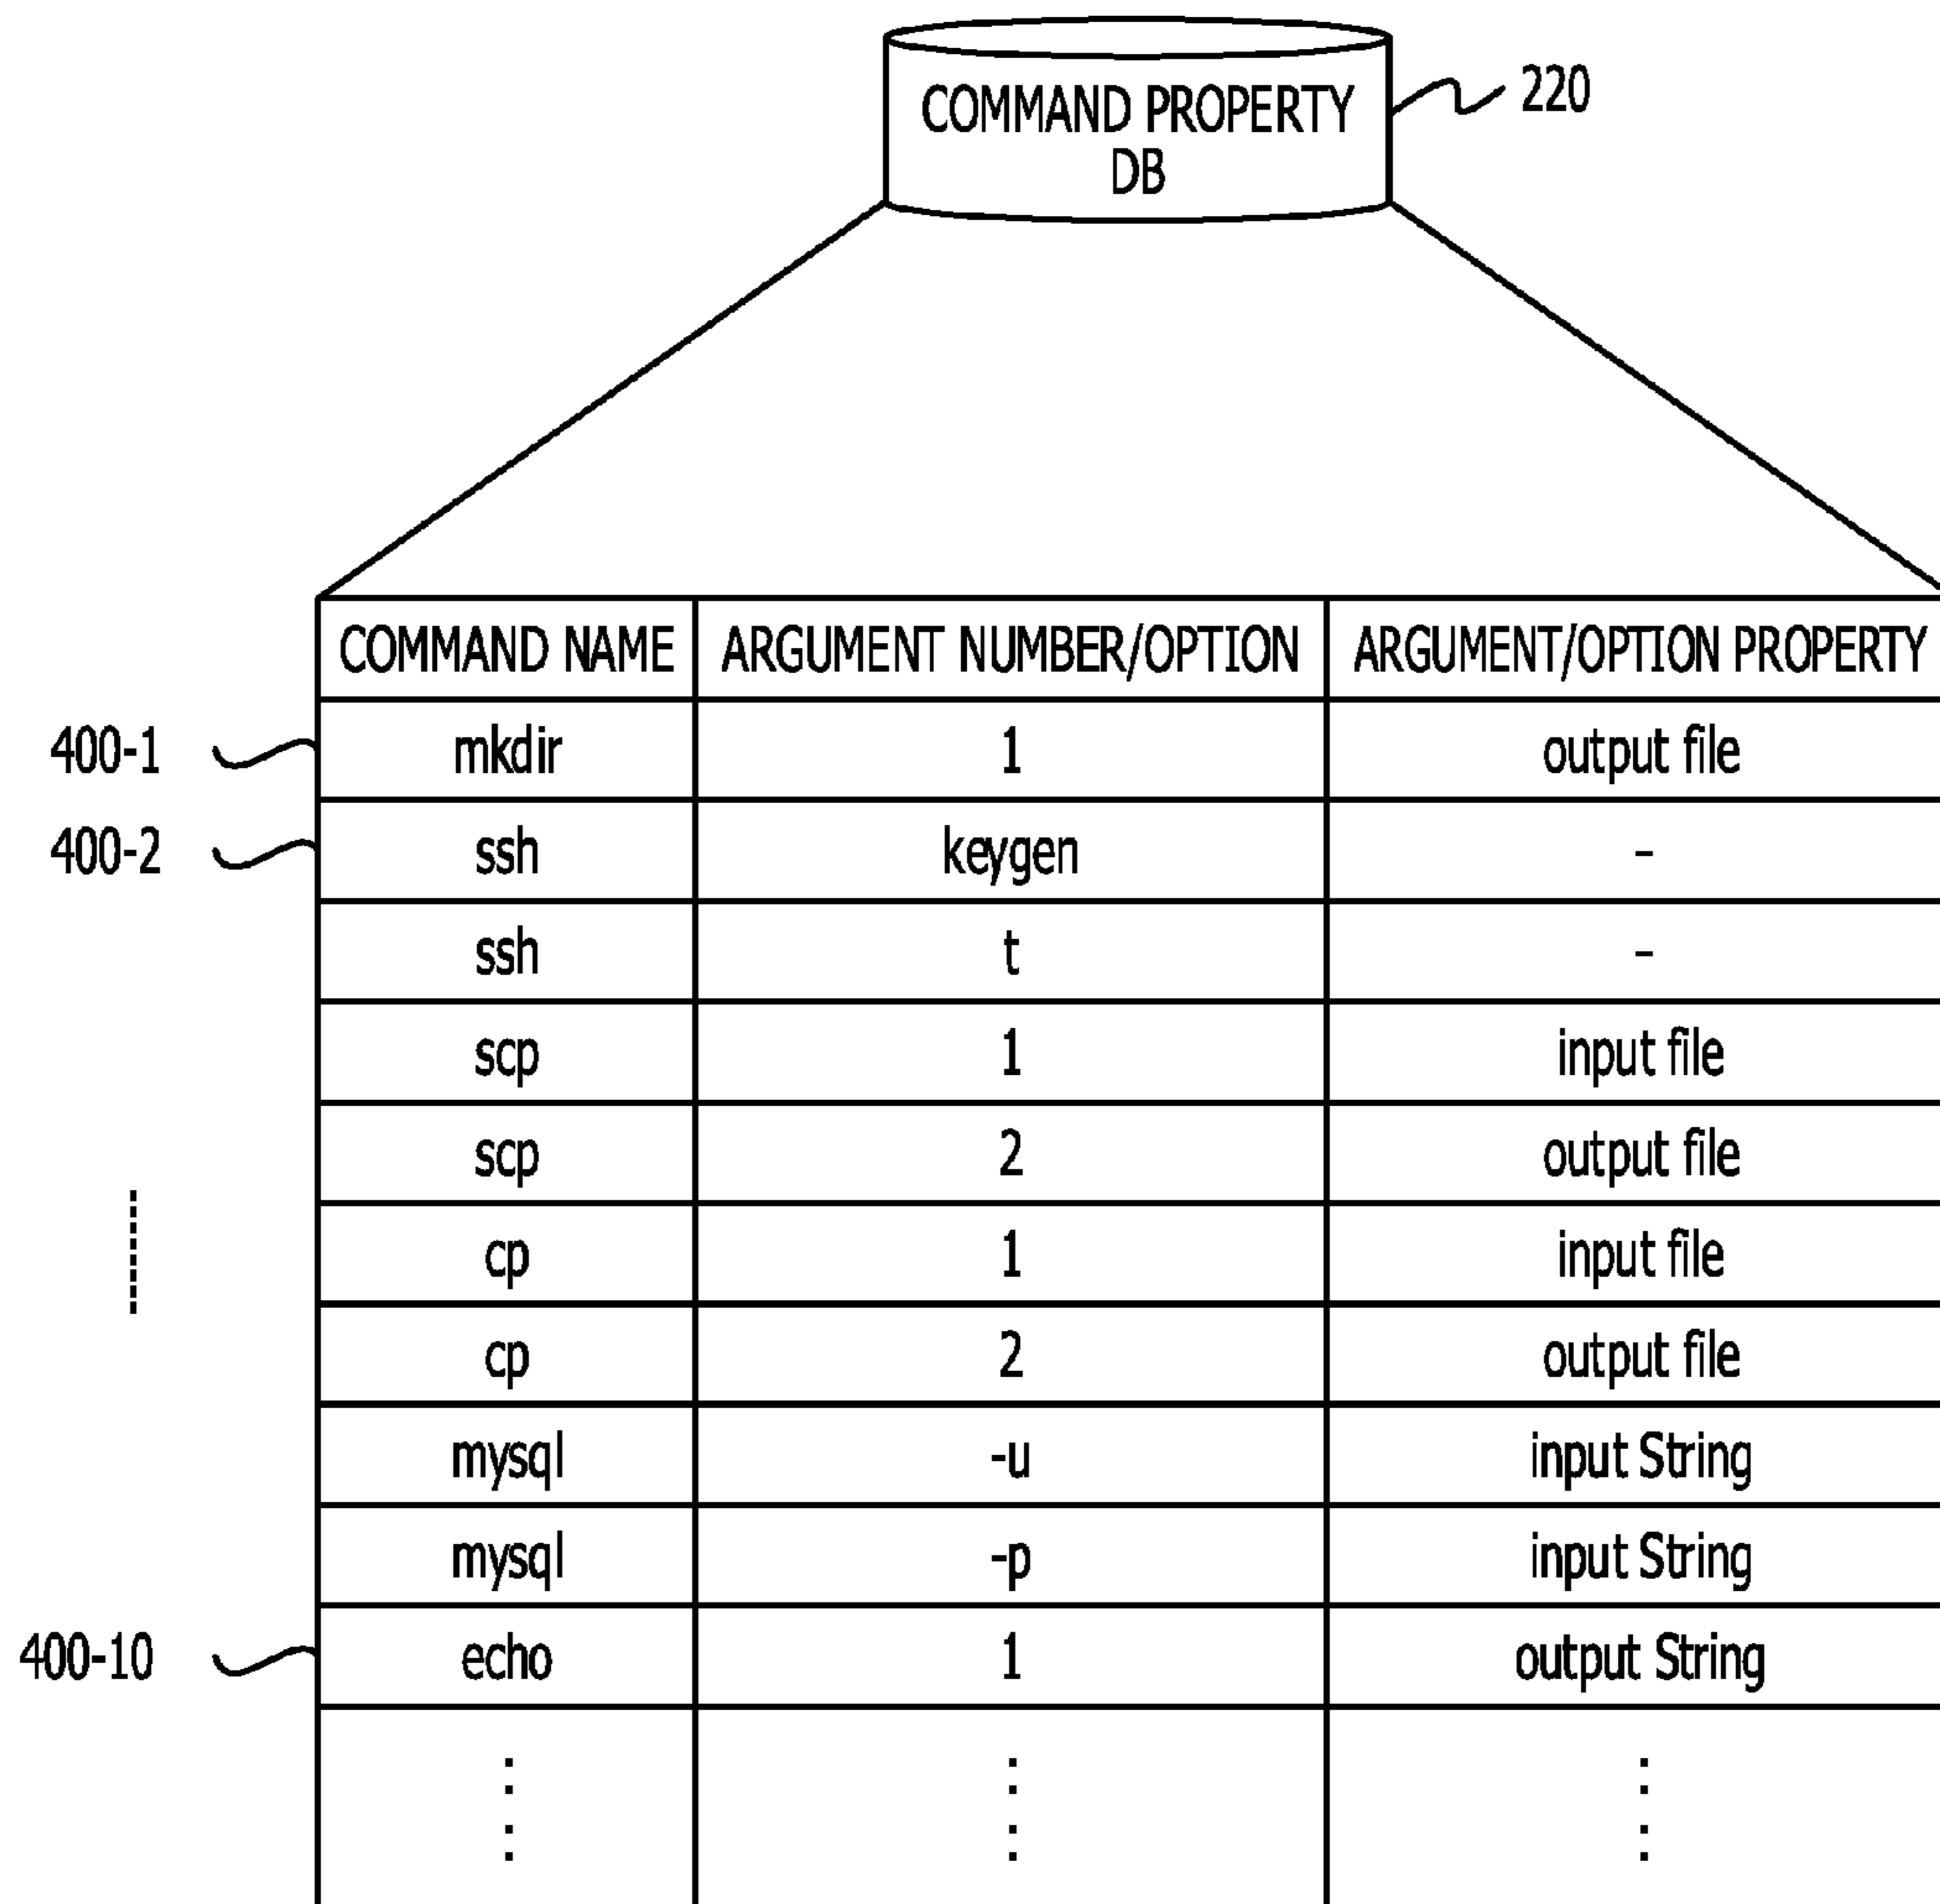 COMMAND PROPERTY
DB
220
COMMAND NAME ARGUMENT NUMBER/OPTION ARGUMENT/OPTION PROPERTY
400-1 mkdir 1 output file
400-2 ssh keygen -
ssh t -
scp 1 input file
scp 2 output file
cp 1 input file
cp 2 output file
mysql -u input String
mysql -p input String
400-10 echo 1 output String